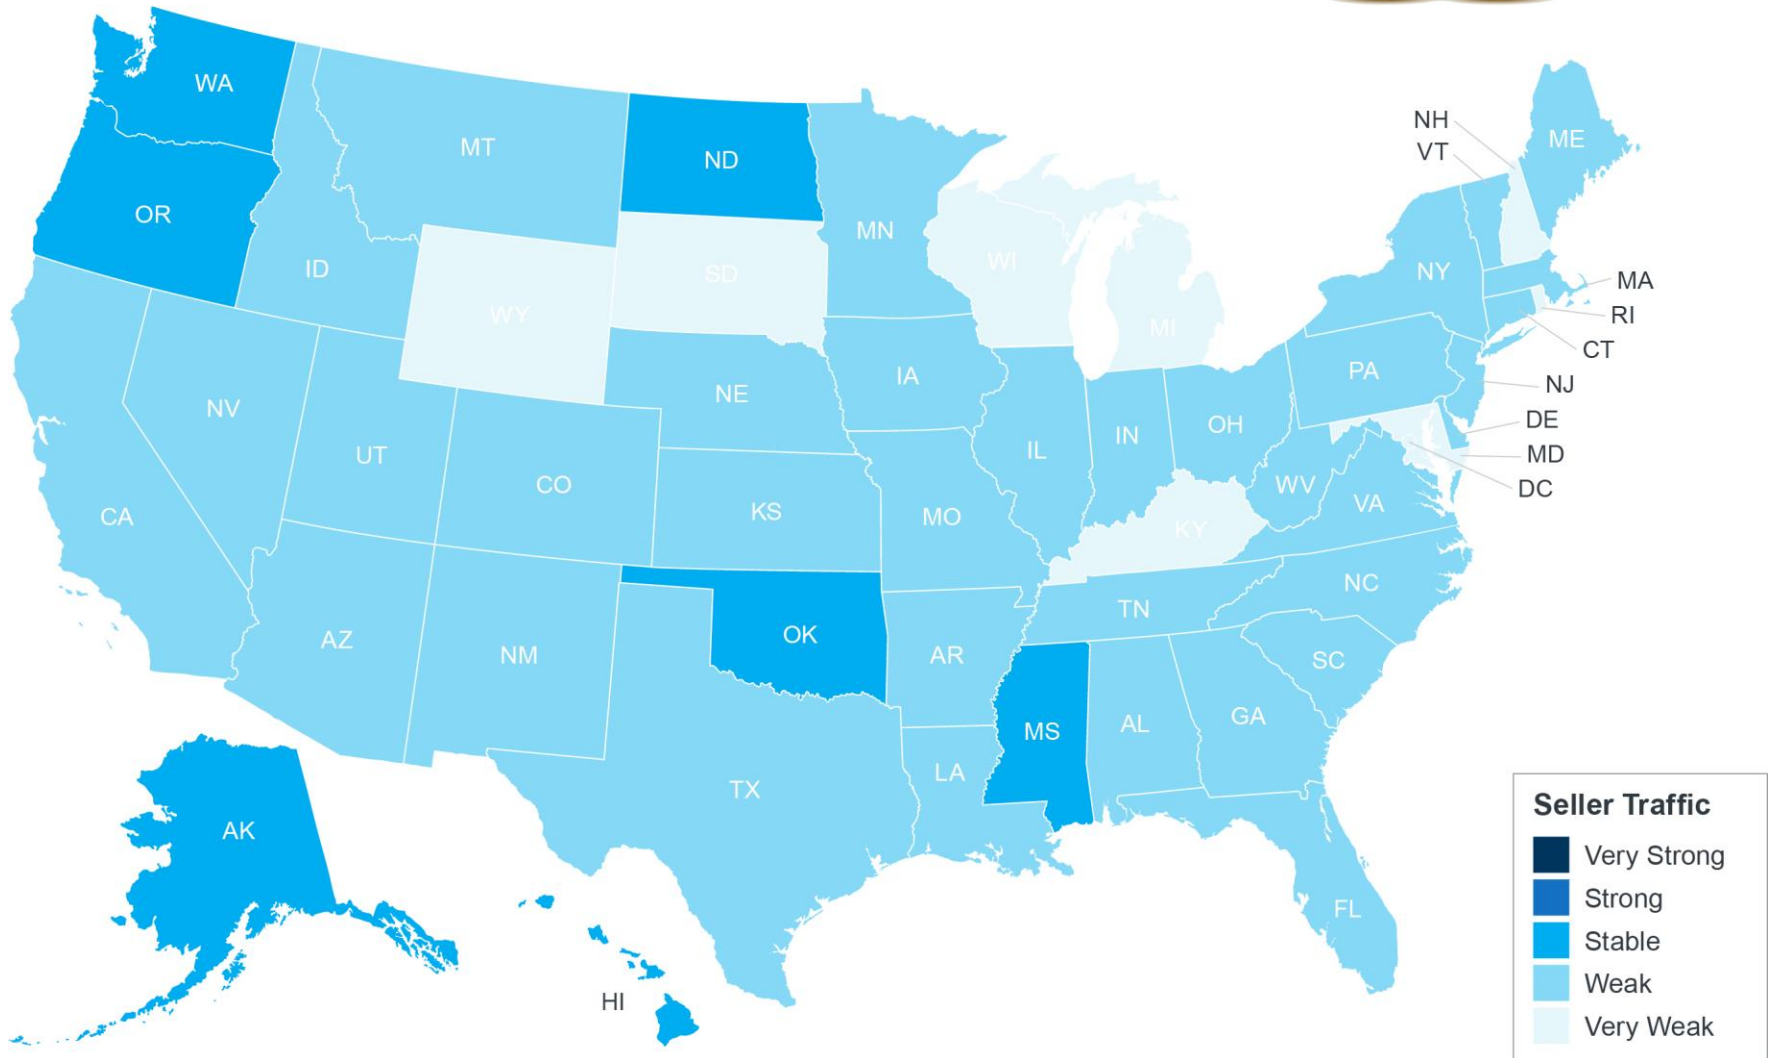 WA
MT
ND
OR
ID
MN
WY
SD
WI
MI
NH
VT
ME
NY
MA
RI
CT
NJ
DE
MD
DC
PA
NE
IA
NV
UT
CO
CA
KS
MO
IL
IN
OH
WV
VA
KY
NC
TN
AZ
NM
OK
AR
SC
MS
AL
GA
LA
TX
FL
AK
HI
Seller Traffic
Very Strong
Strong
Stable
Weak
Very Weak